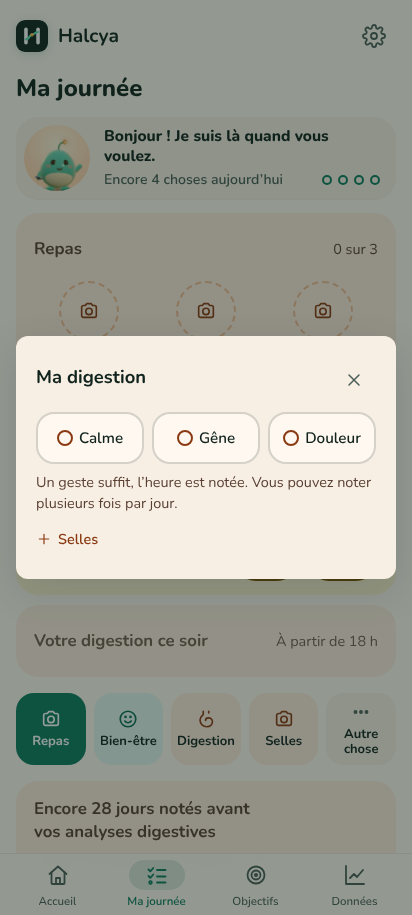 Halcya
Ma journée
Bonjour ! Je suis là quand vous
voulez.
Encore 4 choses aujourd’hui
Repas
0 sur 3
Ma digestion
Calme
Gêne
Douleur
Un geste suffit, l’heure est notée. Vous pouvez noter
plusieurs fois par jour.
Selles
Votre digestion ce soir
À partir de 18 h
Repas
Bien-être
Digestion
Selles
Autre
chose
Encore 28 jours notés avant
vos analyses digestives
Accueil
Ma journée
Objectifs
Données